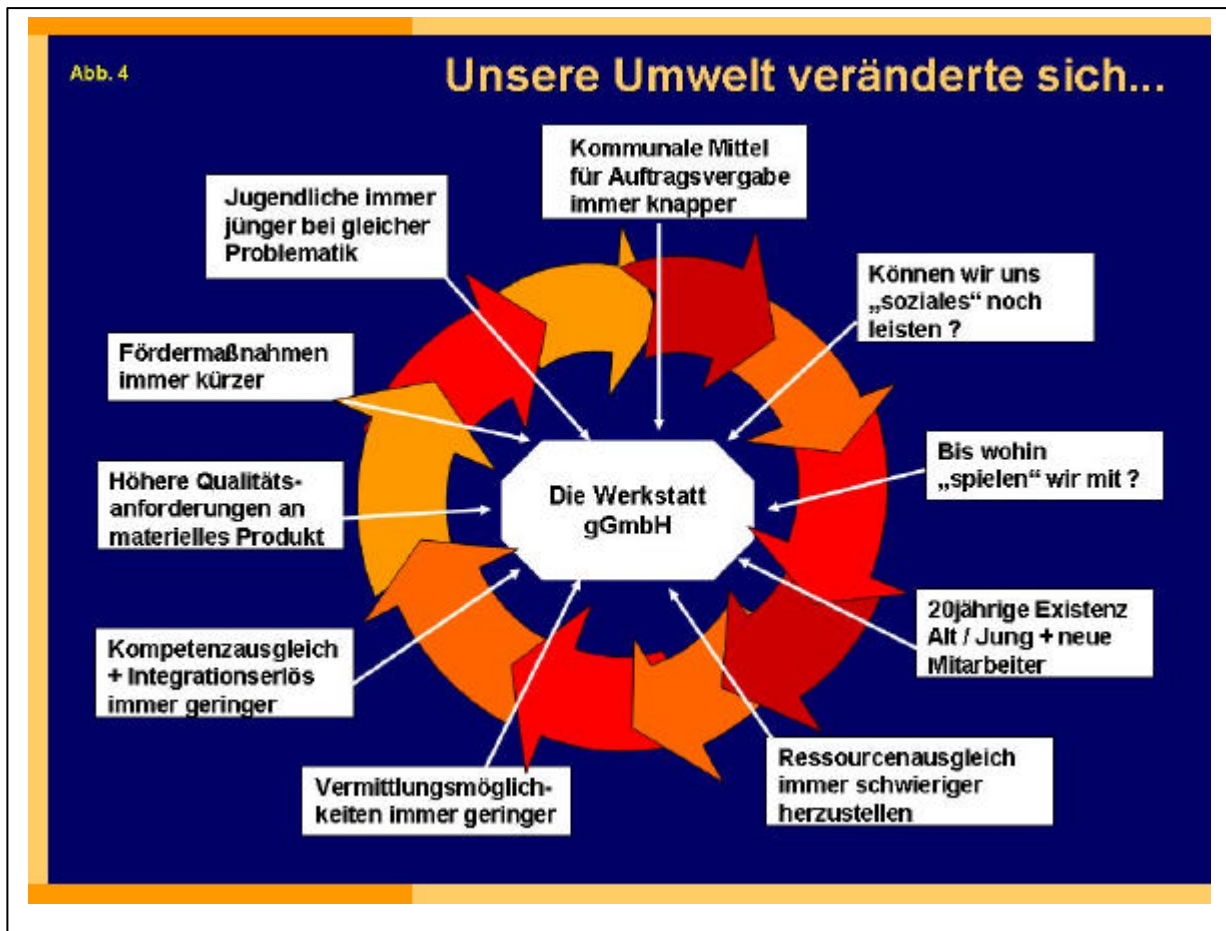 Abb. 4
Unsere Umwelt veränderte sich...
Kommunale Mittel
für Auftragsvergabe
immer knapper
Jugendliche immer
jünger bei gleicher
Problematik
Können wir uns
„soziales“ noch
leisten ?
Fördermaßnahmen
immer kürzer
Bis wohin
„spielen“ wir mit ?
Höhere Qualitäts-
anforderungen an
materielles Produkt
Die Werkstatt
gGmbH
20jährige Existenz
Alt / Jung + neue
Mitarbeiter
Kompetenzausgleich
+ Integrationserlös
immer geringer
Ressourcenausgleich
immer schwieriger
herzustellen
Vermittlungsmöglich-
keiten immer geringer